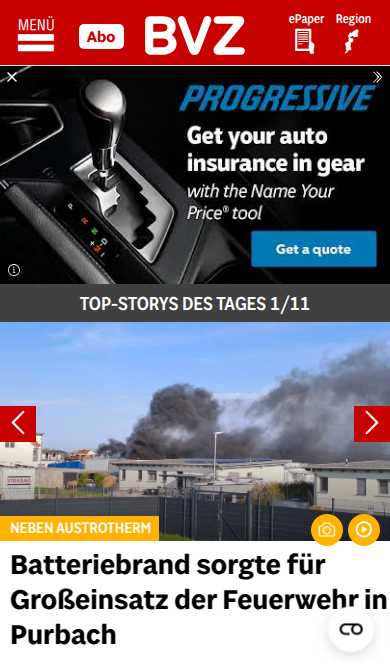 MENÜ
Abo
BVZ
ePaper
Region
PROGRESSIVE
Get your auto
insurance in gear
with the Name Your
Price® tool
Get a quote
TOP-STORYS DES TAGES 1/11
NEBEN AUSTROTHERM
Batteriebrand sorgte für
Großeinsatz der Feuerwehr in
Purbach